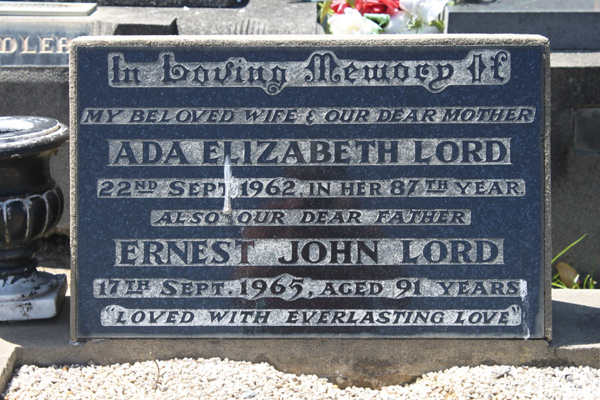 In Loving Memory Of
MY BELOVED WIFE & OUR DEAR MOTHER
ADA ELIZABETH LORD
22ND SEPT. 1962, IN HER 87TH YEAR.
ALSO OUR DEAR FATHER
ERNEST JOHN LORD
17TH SEPT. 1965, AGED 91 YEARS
"LOVED WITH EVERLASTING LOVE"